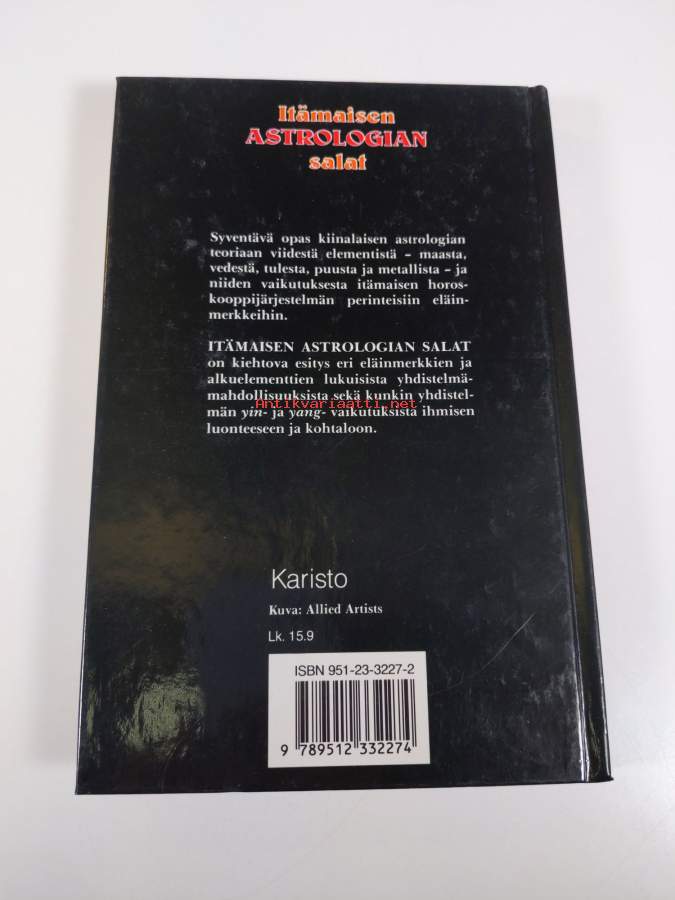 Itämaisen
ASTROLOGIAN
salat
Syventävä opas kiinalaisen astrologian
teoriaan viidestä elementistä – maasta,
vedestä, tulesta, puusta ja metallista – ja
niiden vaikutuksesta itämaisen horos-
kooppijärjestelmän perinteisiin eläin-
merkkeihin.
ITÄMAISEN ASTROLOGIAN SALAT
on kiehtova esitys eri eläinmerkkien ja
alkuelementtien lukuisista yhdistelmä-
mahdollisuuksista sekä kunkin yhdistel-
Antikvariaatti.net
män yin- ja yang- vaikutuksista ihmisen
luonteeseen ja kohtaloon.
Karisto
Kuva: Allied Artists
Lk. 15.9
ISBN 951-23-3227-2
9 789512 332274